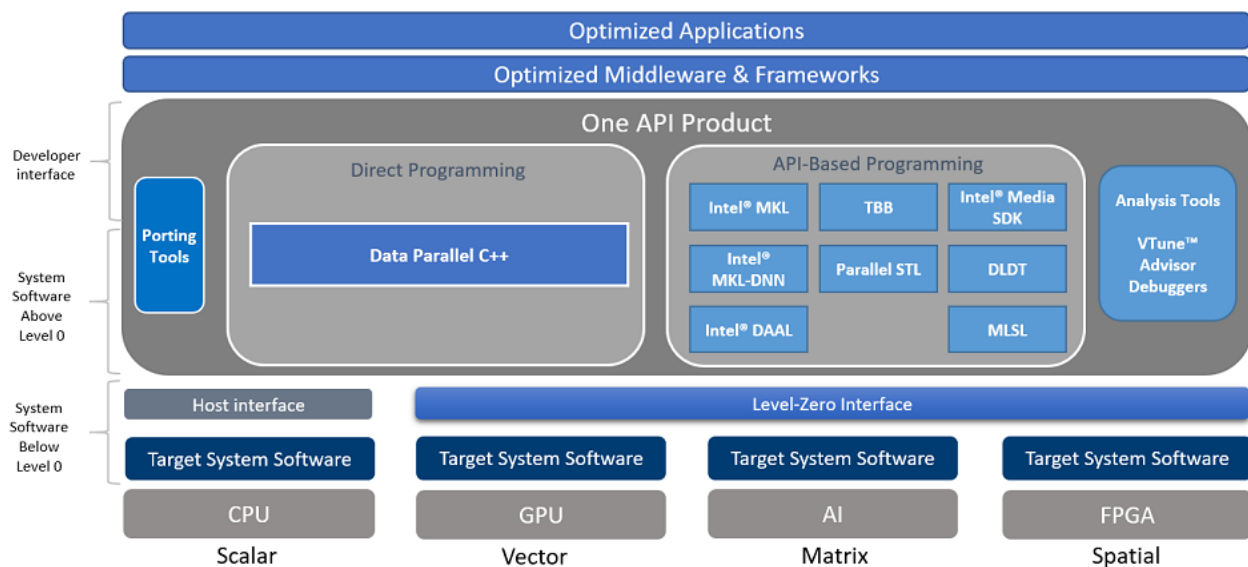 Optimized Applications
Optimized Middleware & Frameworks
One API Product
Developer
interface
Direct Programming
API-Based Programming
Porting
Tools
Data Parallel C++
Intel® MKL
TBB
Intel® Media
SDK
Intel®
MKL-DNN
Parallel STL
DLDT
Intel® DAAL
MLSL
Analysis Tools
VTune™
Advisor
Debuggers
System
Software
Above
Level 0
System
Software
Below
Level 0
Host interface
Level-Zero Interface
Target System Software
Target System Software
Target System Software
Target System Software
CPU
GPU
AI
FPGA
Scalar
Vector
Matrix
Spatial